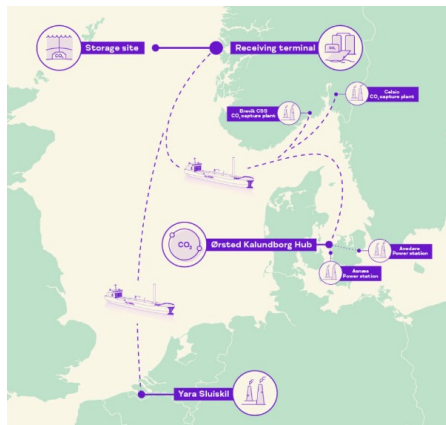 Storage site
CO₂
Receiving terminal
Celsio
CO₂ capture plant
Brevik CSS
CO₂ capture plant
CO₂
Ørsted Kalundborg Hub
Avedøre
Power station
Asnæs
Power station
Yara Sluiskil